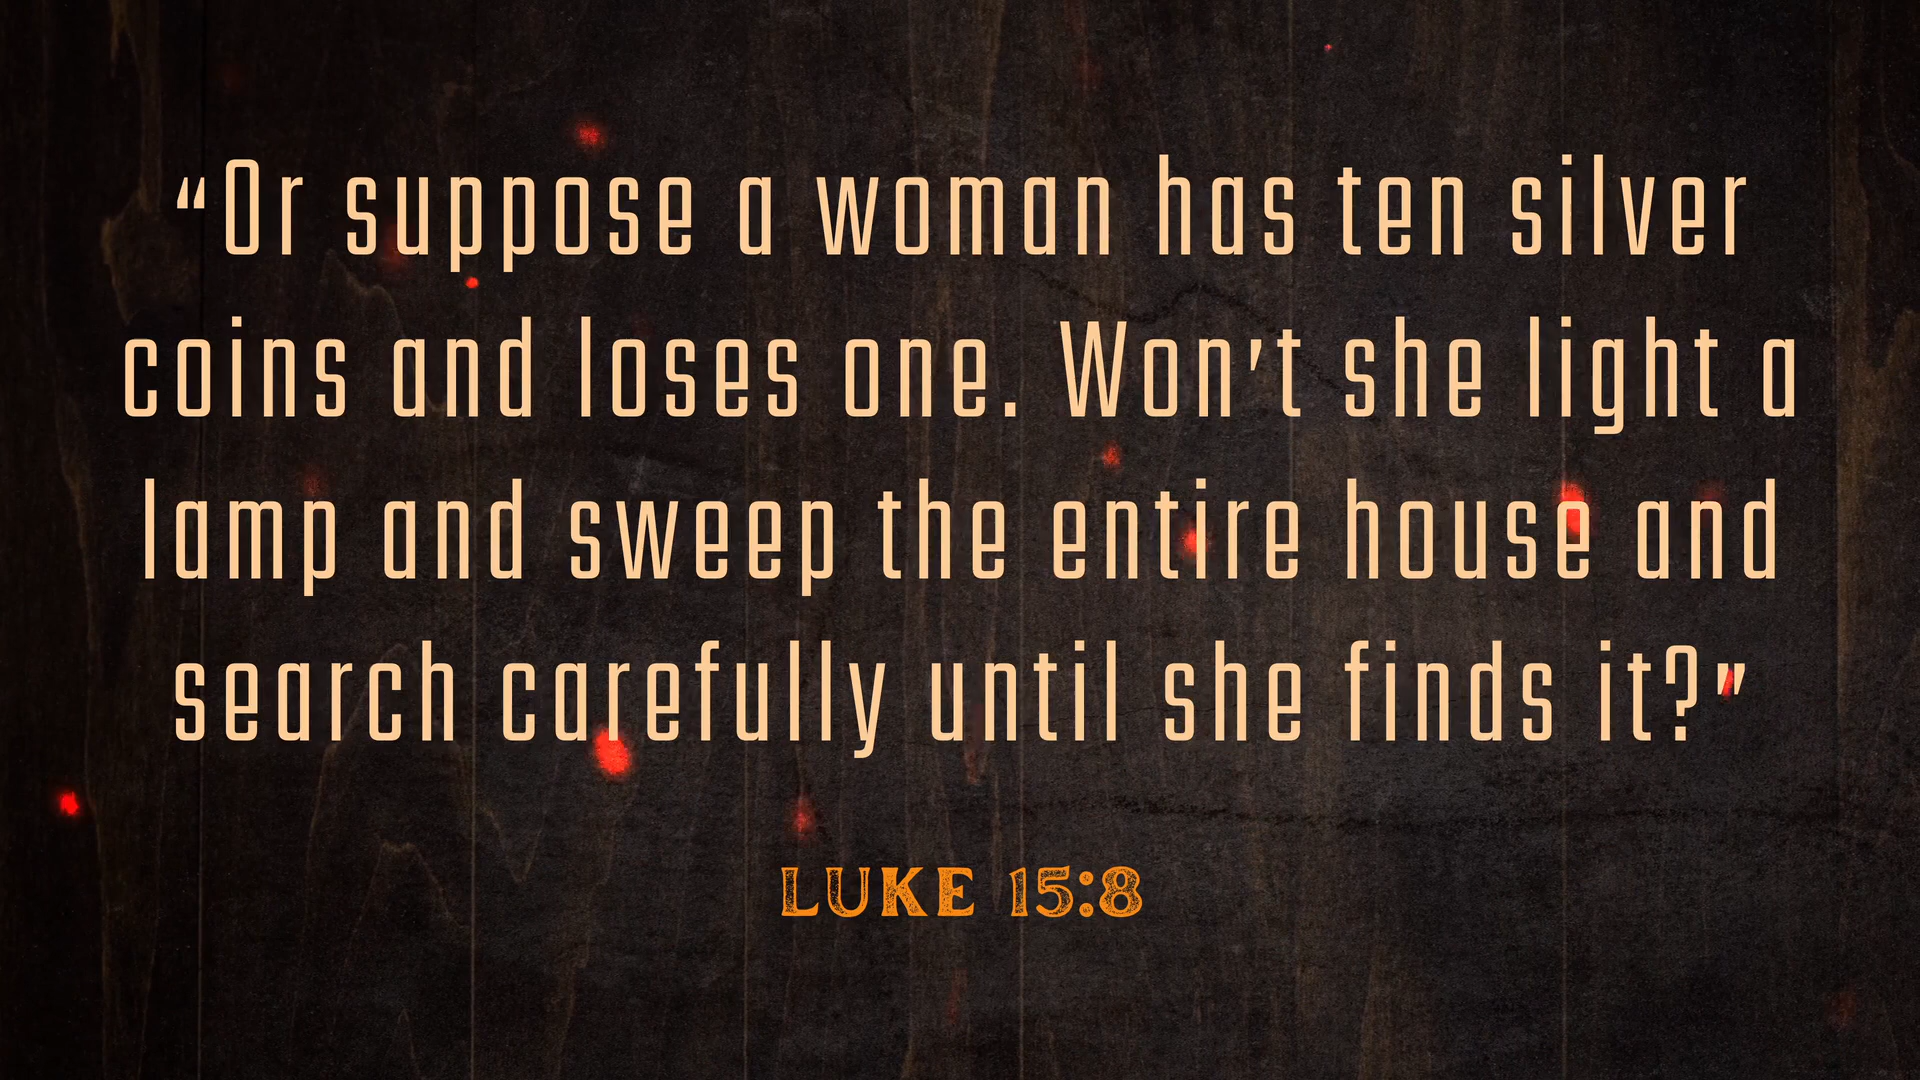 “Or suppose a woman has ten silver
coins and loses one. Won’t she light a
lamp and sweep the entire house and
search carefully until she finds it?”
LUKE 15:8